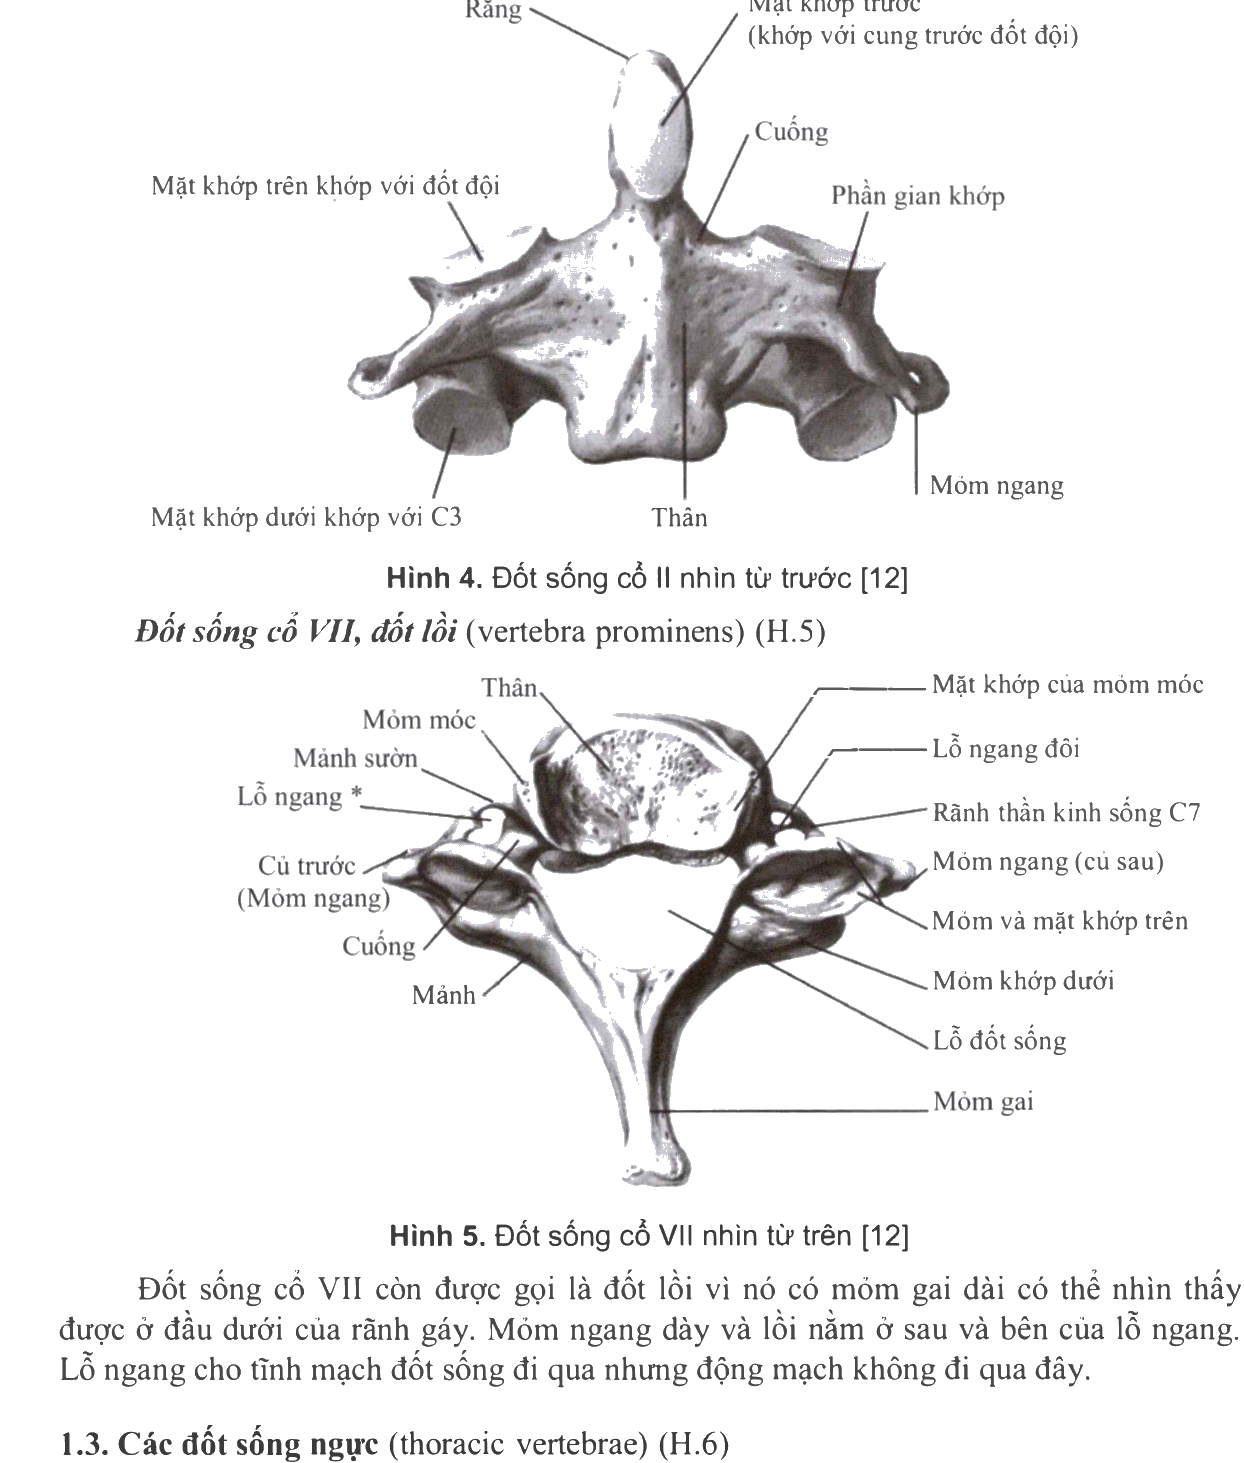 Răng
Mặt khớp trước
(khớp với cung trước đốt đội)
Cuống
Mặt khớp trên khớp với đốt đội
Phần gian khớp
Mỏm ngang
Mặt khớp dưới khớp với C3
Thân
Hình 4. Đốt sống cổ II nhìn từ trước [12]
Đốt sống cổ VII, đốt lồi (vertebra prominens) (H.5)
Thân
Mặt khớp của mỏm móc
Mỏm móc
Lỗ ngang đôi
Mảnh sườn
Lỗ ngang *
Rãnh thần kinh sống C7
Củ trước
(Mỏm ngang)
Mỏm ngang (củ sau)
Mỏm và mặt khớp trên
Cuống
Mỏm khớp dưới
Mảnh
Lỗ đốt sống
Mỏm gai
Hình 5. Đốt sống cổ VII nhìn từ trên [12]
Đốt sống cổ VII còn được gọi là đốt lồi vì nó có mỏm gai dài có thể nhìn thấy
được ở đầu dưới của rãnh gáy. Mỏm ngang dày và lồi nằm ở sau và bên của lỗ ngang.
Lỗ ngang cho tĩnh mạch đốt sống đi qua nhưng động mạch không đi qua đây.
1.3. Các đốt sống ngực (thoracic vertebrae) (H.6)